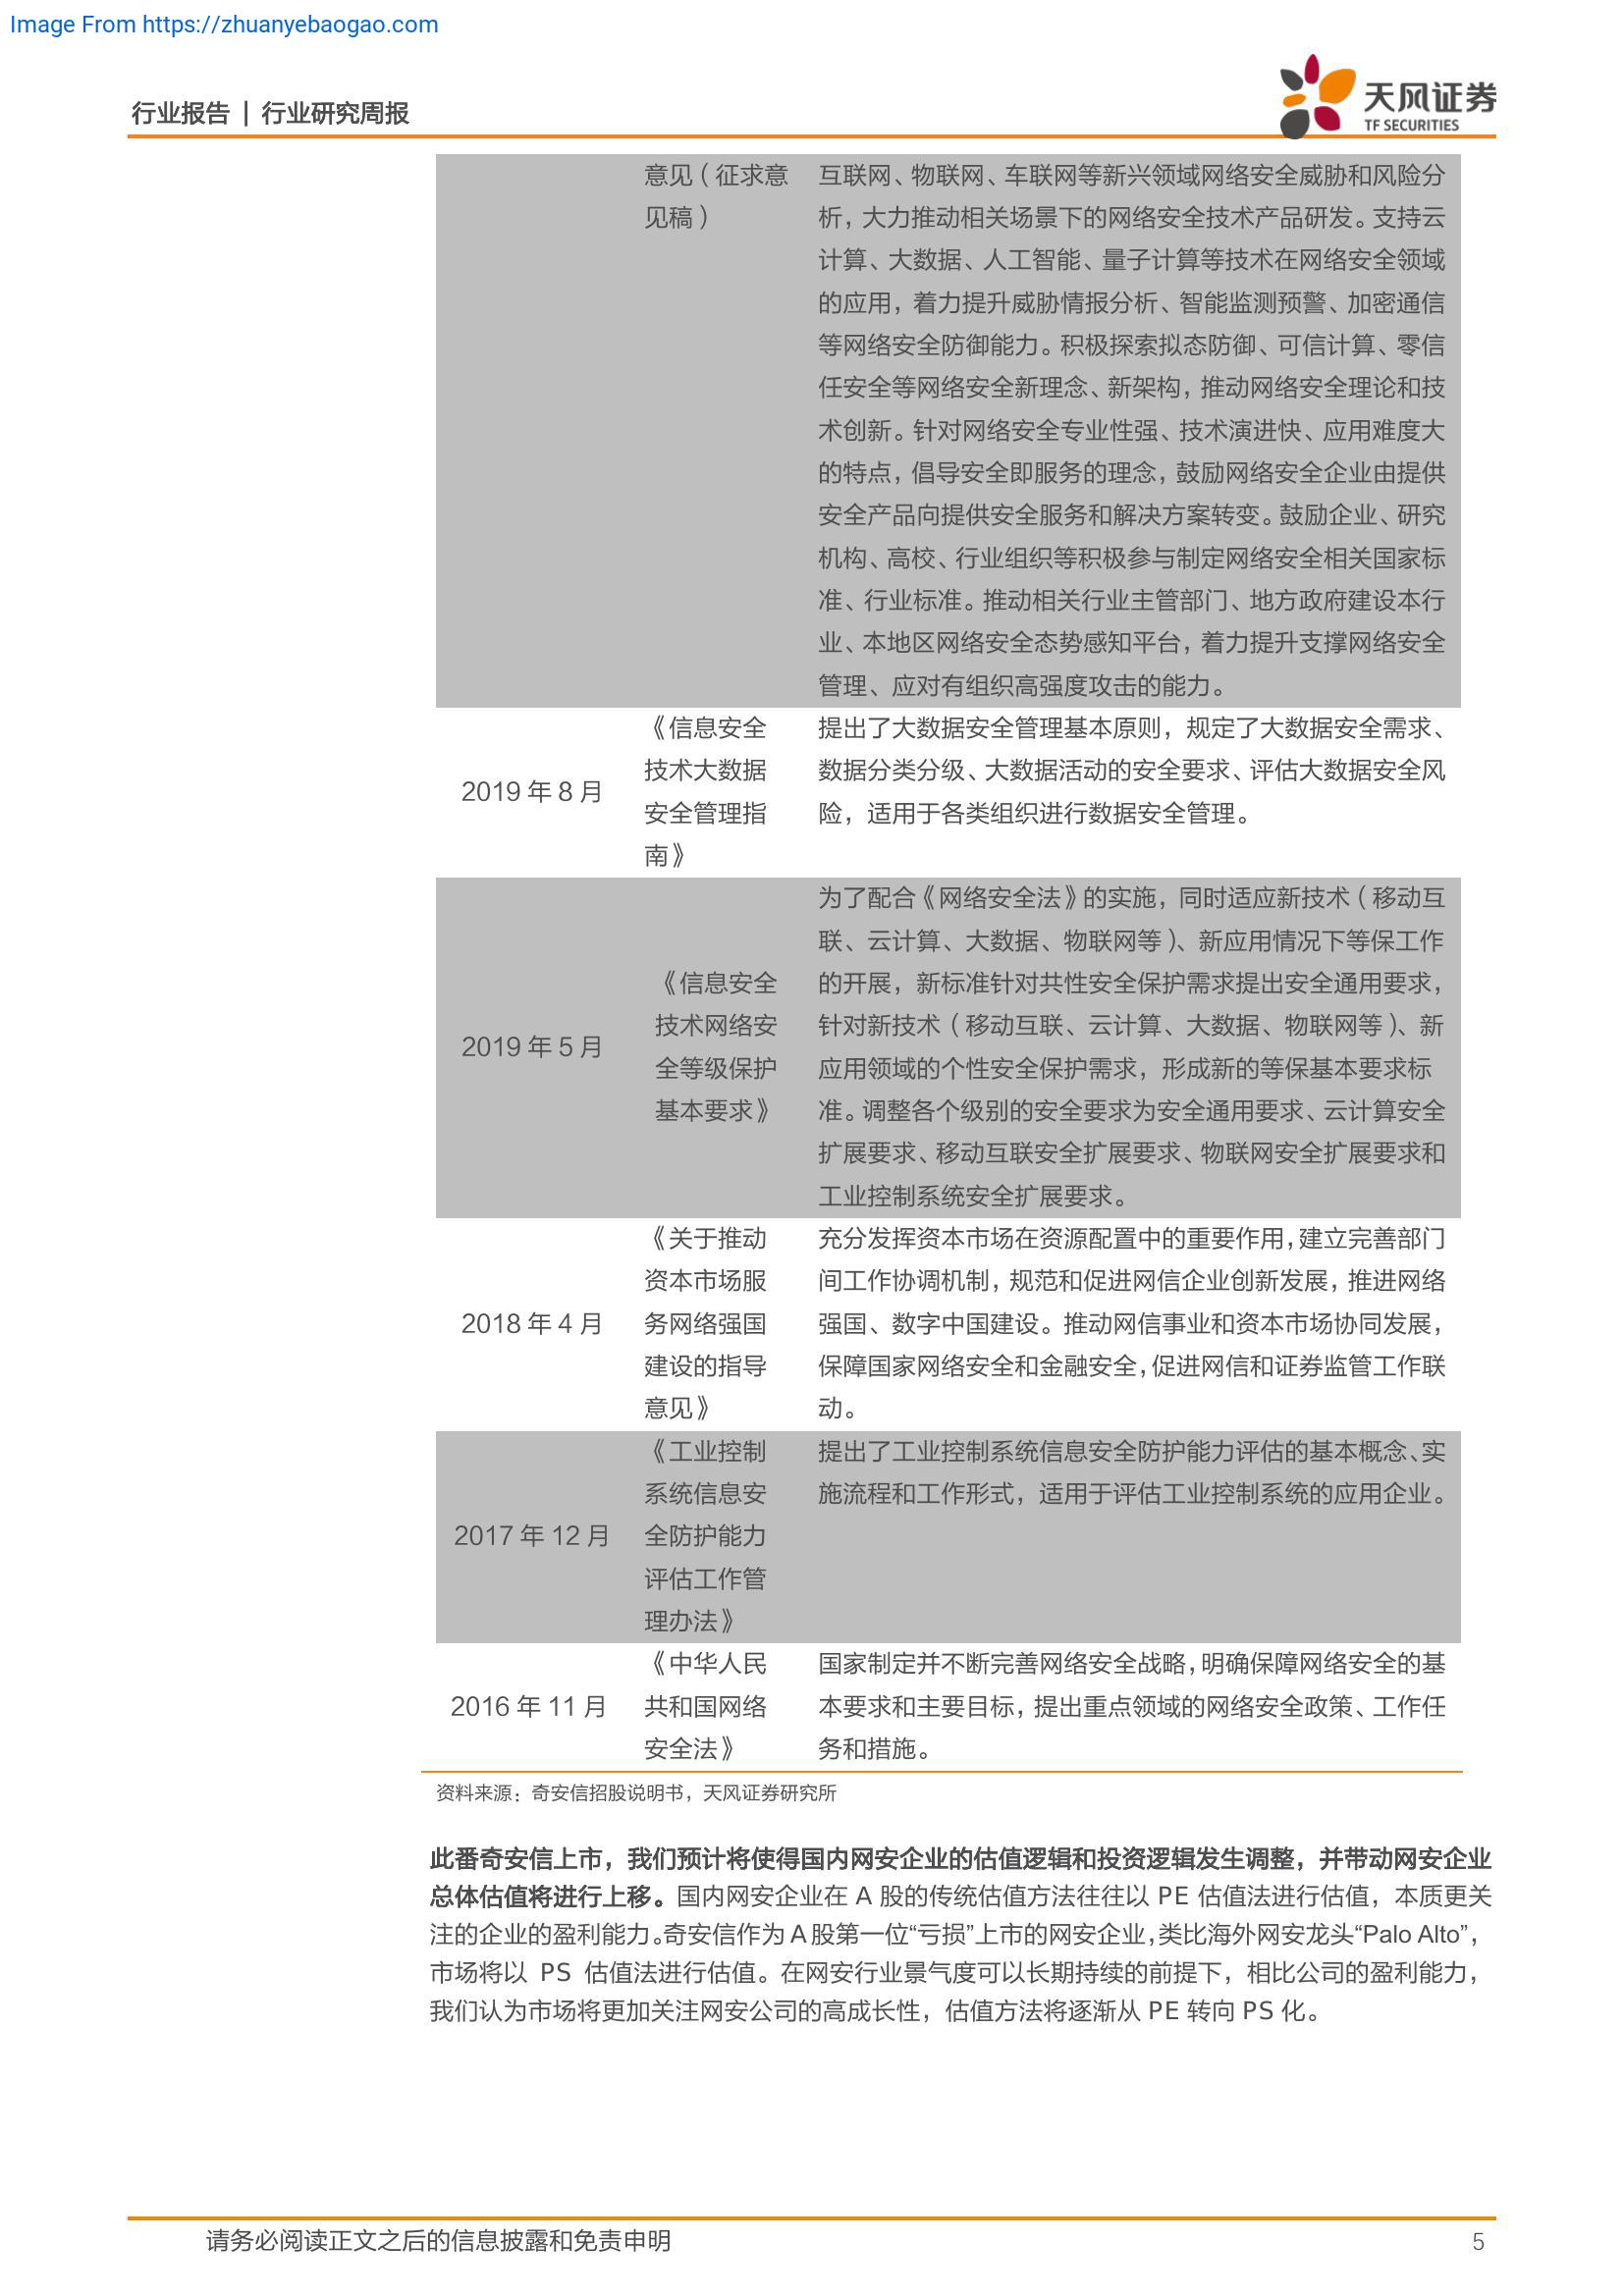 Image From https://zhuanyebaogao.com
行业报告 | 行业研究周报
天风证券
TF SECURITIES
意见（征求意
见稿）
互联网、物联网、车联网等新兴领域网络安全威胁和风险分
析，大力推动相关场景下的网络安全技术产品研发。支持云
计算、大数据、人工智能、量子计算等技术在网络安全领域
的应用，着力提升威胁情报分析、智能监测预警、加密通信
等网络安全防御能力。积极探索拟态防御、可信计算、零信
任安全等网络安全新理念、新架构，推动网络安全理论和技
术创新。针对网络安全专业性强、技术演进快、应用难度大
的特点，倡导安全即服务的理念，鼓励网络安全企业由提供
安全产品向提供安全服务和解决方案转变。鼓励企业、研究
机构、高校、行业组织等积极参与制定网络安全相关国家标
准、行业标准。推动相关行业主管部门、地方政府建设本行
业、本地区网络安全态势感知平台，着力提升支撑网络安全
管理、应对有组织高强度攻击的能力。
2019 年 8 月
《信息安全
技术大数据
安全管理指
南》
提出了大数据安全管理基本原则，规定了大数据安全需求、
数据分类分级、大数据活动的安全要求、评估大数据安全风
险，适用于各类组织进行数据安全管理。
2019 年 5 月
《信息安全
技术网络安
全等级保护
基本要求》
为了配合《网络安全法》的实施，同时适应新技术（移动互
联、云计算、大数据、物联网等）、新应用情况下等保工作
的开展，新标准针对共性安全保护需求提出安全通用要求，
针对新技术（移动互联、云计算、大数据、物联网等）、新
应用领域的个性安全保护需求，形成新的等保基本要求标
准。调整各个级别的安全要求为安全通用要求、云计算安全
扩展要求、移动互联安全扩展要求、物联网安全扩展要求和
工业控制系统安全扩展要求。
2018 年 4 月
《关于推动
资本市场服
务网络强国
建设的指导
意见》
充分发挥资本市场在资源配置中的重要作用，建立完善部门
间工作协调机制，规范和促进网信企业创新发展，推进网络
强国、数字中国建设。推动网信事业和资本市场协同发展，
保障国家网络安全和金融安全，促进网信和证券监管工作联
动。
2017 年 12 月
《工业控制
系统信息安
全防护能力
评估工作管
理办法》
提出了工业控制系统信息安全防护能力评估的基本概念、实
施流程和工作形式，适用于评估工业控制系统的应用企业。
2016 年 11 月
《中华人民
共和国网络
安全法》
国家制定并不断完善网络安全战略，明确保障网络安全的基
本要求和主要目标，提出重点领域的网络安全政策、工作任
务和措施。
资料来源：奇安信招股说明书，天风证券研究所
此番奇安信上市，我们预计将使得国内网安企业的估值逻辑和投资逻辑发生调整，并带动网安企业
总体估值将进行上移。国内网安企业在 A 股的传统估值方法往往以 PE 估值法进行估值，本质更关
注的企业的盈利能力。奇安信作为 A 股第一位“亏损”上市的网安企业，类比海外网安龙头“Palo Alto”，
市场将以 PS 估值法进行估值。在网安行业景气度可以长期持续的前提下，相比公司的盈利能力，
我们认为市场将更加关注网安公司的高成长性，估值方法将逐渐从 PE 转向 PS 化。
请务必阅读正文之后的信息披露和免责申明
5